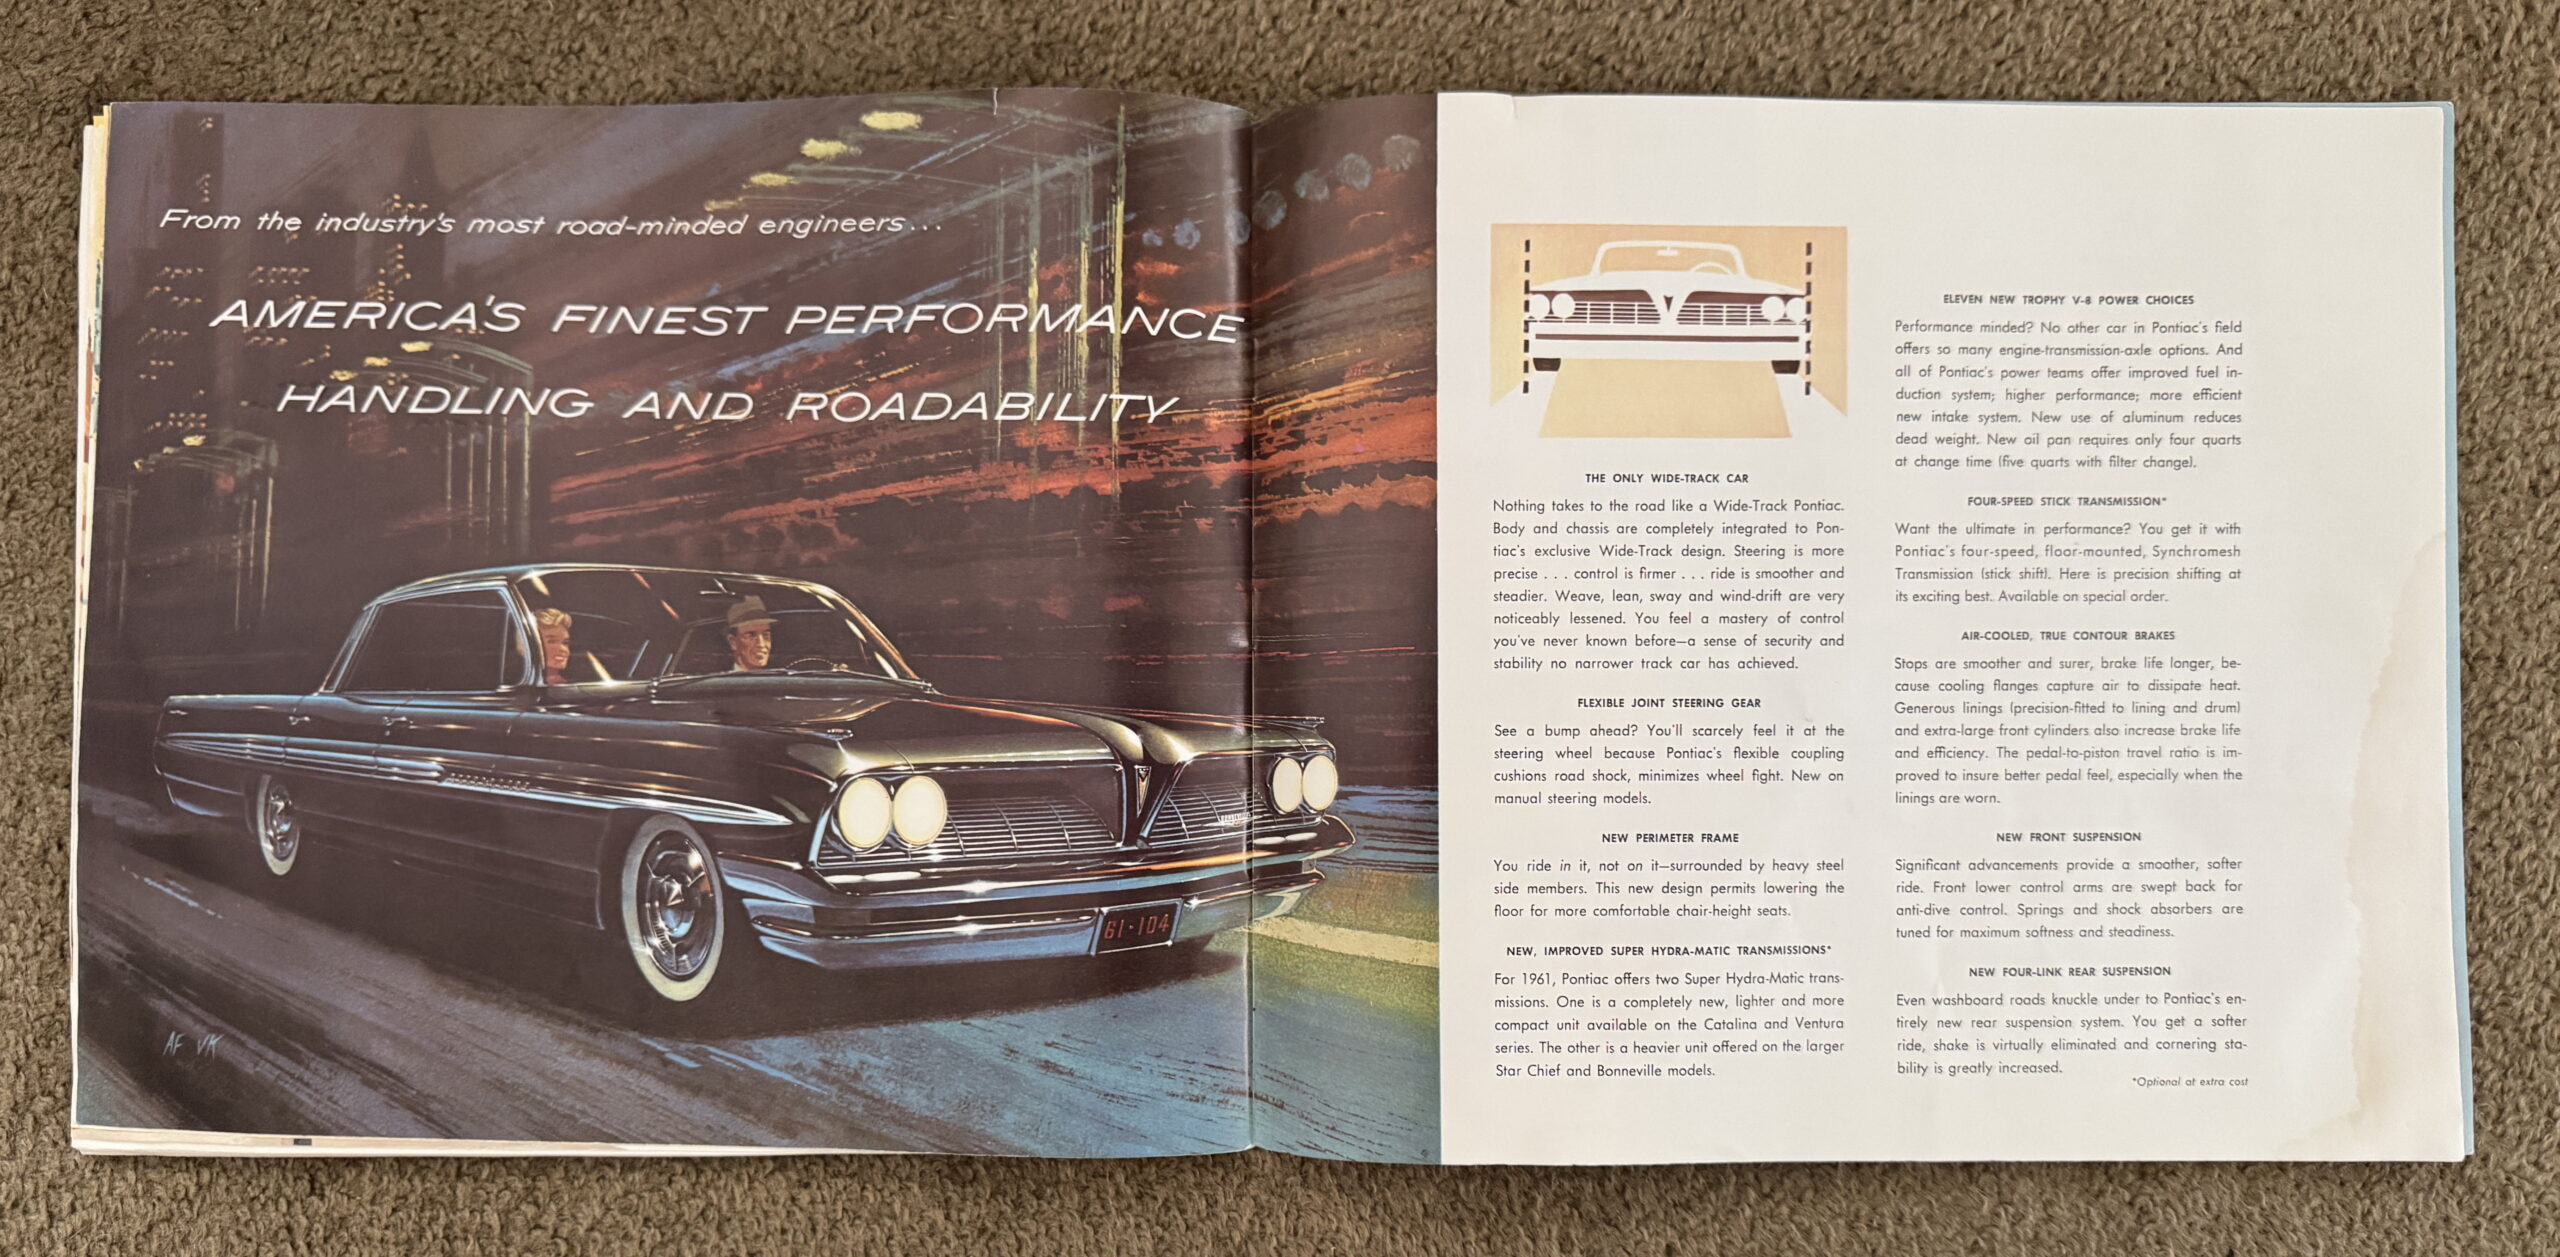 From the industry's most road-minded engineers...
AMERICA'S FINEST PERFORMANCE
HANDLING AND ROADABILITY
61-104
AF VK
THE ONLY WIDE-TRACK CAR
Nothing takes to the road like a Wide-Track Pontiac.
Body and chassis are completely integrated to Pon-
tiac's exclusive Wide-Track design. Steering is more
precise . . . control is firmer . . . ride is smoother and
steadier. Weave, lean, sway and wind-drift are very
noticeably lessened. You feel a mastery of control
you've never known before—a sense of security and
stability no narrower track car has achieved.
FLEXIBLE JOINT STEERING GEAR
See a bump ahead? You'll scarcely feel it at the
steering wheel because Pontiac's flexible coupling
cushions road shock, minimizes wheel fight. New on
manual steering models.
NEW PERIMETER FRAME
You ride in it, not on it—surrounded by heavy steel
side members. This new design permits lowering the
floor for more comfortable chair-height seats.
NEW, IMPROVED SUPER HYDRA-MATIC TRANSMISSIONS*
For 1961, Pontiac offers two Super Hydra-Matic trans-
missions. One is a completely new, lighter and more
compact unit available on the Catalina and Ventura
series. The other is a heavier unit offered on the larger
Star Chief and Bonneville models.
ELEVEN NEW TROPHY V-8 POWER CHOICES
Performance minded? No other car in Pontiac's field
offers so many engine-transmission-axle options. And
all of Pontiac's power teams offer improved fuel in-
duction system; higher performance; more efficient
new intake system. New use of aluminum reduces
dead weight. New oil pan requires only four quarts
at change time (five quarts with filter change).
FOUR-SPEED STICK TRANSMISSION*
Want the ultimate in performance? You get it with
Pontiac's four-speed, floor-mounted, Synchromesh
Transmission (stick shift). Here is precision shifting at
its exciting best. Available on special order.
AIR-COOLED, TRUE CONTOUR BRAKES
Stops are smoother and surer, brake life longer, be-
cause cooling flanges capture air to dissipate heat.
Generous linings (precision-fitted to lining and drum)
and extra-large front cylinders also increase brake life
and efficiency. The pedal-to-piston travel ratio is im-
proved to insure better pedal feel, especially when the
linings are worn.
NEW FRONT SUSPENSION
Significant advancements provide a smoother, softer
ride. Front lower control arms are swept back for
anti-dive control. Springs and shock absorbers are
tuned for maximum softness and steadiness.
NEW FOUR-LINK REAR SUSPENSION
Even washboard roads knuckle under to Pontiac's en-
tirely new rear suspension system. You get a softer
ride, shake is virtually eliminated and cornering sta-
bility is greatly increased.
*Optional at extra cost